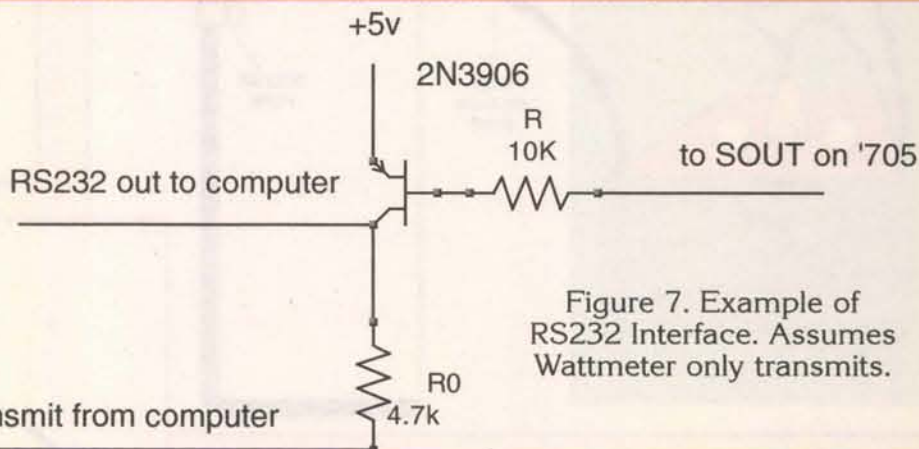 +5v
2N3906
R
10K
to SOUT on '705
RS232 out to computer
Figure 7. Example of
RS232 Interface. Assumes
Wattmeter only transmits.
R0
4.7k
from computer